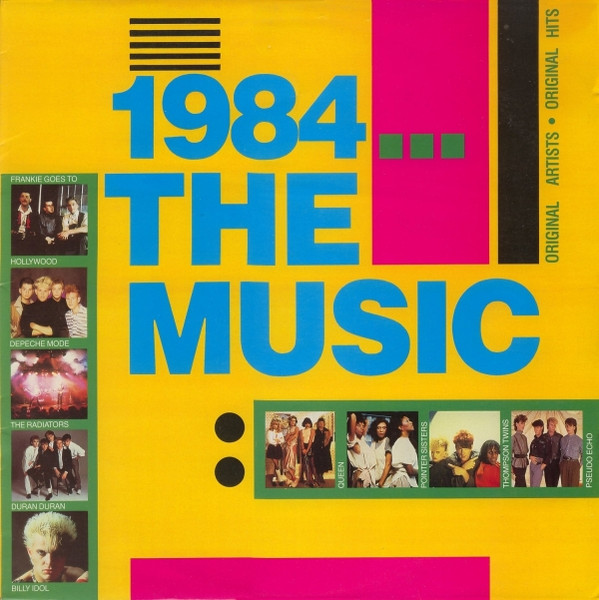 1984...
THE
MUSIC
ORIGINAL ARTISTS • ORIGINAL HITS
FRANKIE GOES TO
HOLLYWOOD
DEPECHE MODE
THE RADIATORS
DURAN DURAN
BILLY IDOL
QUEEN
POINTER SISTERS
THOMPSON TWINS
PSEUDO ECHO